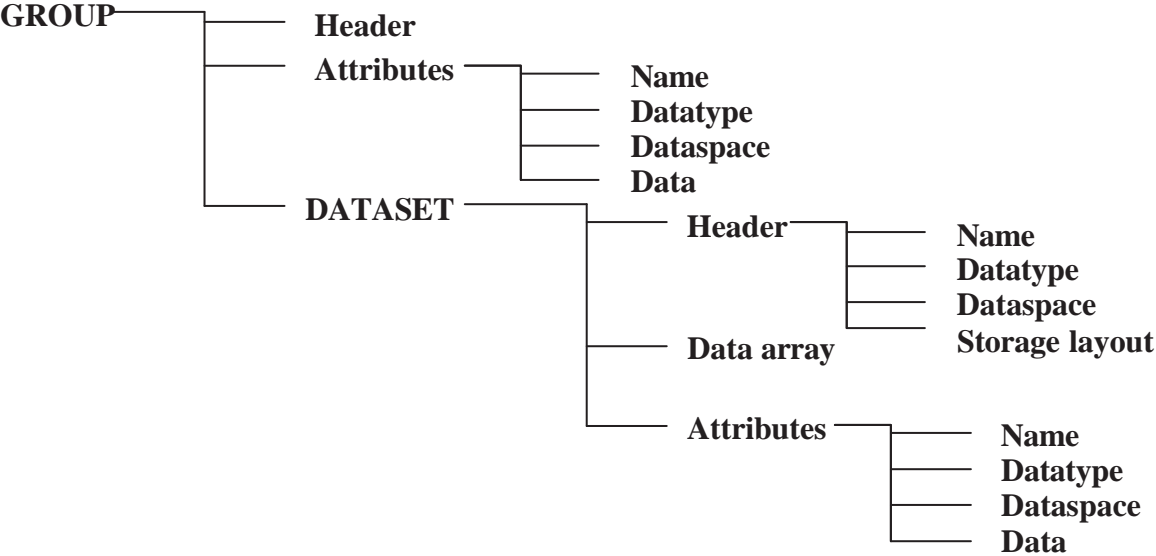 GROUP
Header
Attributes
Name
Datatype
Dataspace
Data
DATASET
Header
Name
Datatype
Dataspace
Storage layout
Data array
Attributes
Name
Datatype
Dataspace
Data